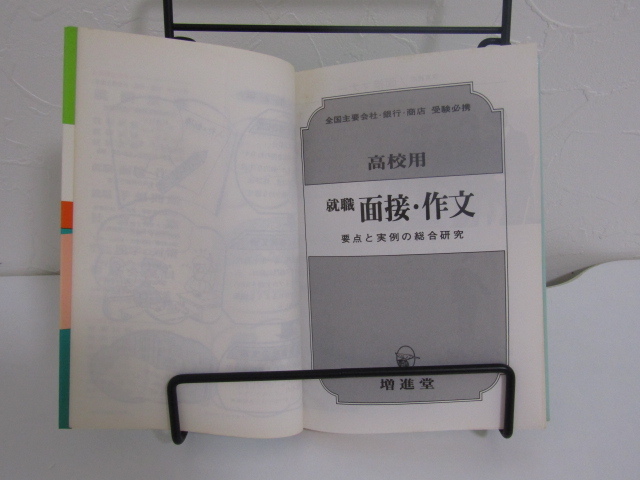 全国主要会社・銀行・商店 受験必携
高校用
就職 面接・作文
要点と実例の総合研究
増進堂